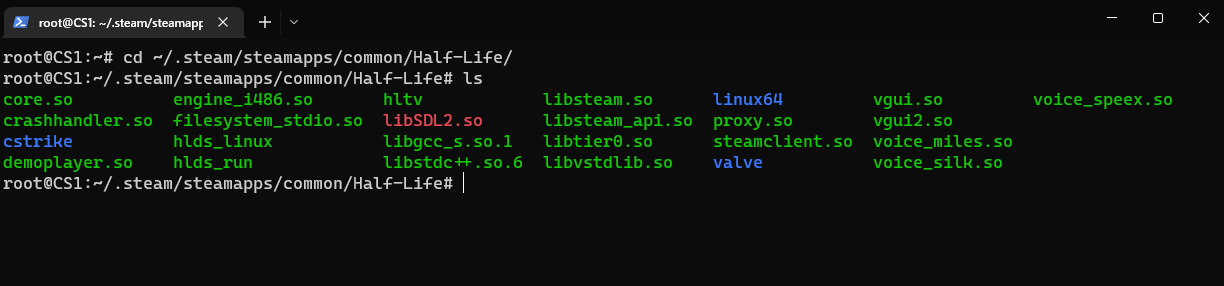 root@CS1: ~/.steam/steamapp
root@CS1:~# cd ~/.steam/steamapps/common/Half-Life/
root@CS1:~/.steam/steamapps/common/Half-Life# ls
core.so engine_i486.so hltv libsteam.so linux64 vgui.so voice_speex.so
crashhandler.so filesystem_stdio.so libSDL2.so libsteam_api.so proxy.so vgui2.so
cstrike hlds_linux libgcc_s.so.1 libtier0.so steamclient.so voice_miles.so
demoplayer.so hlds_run libstdc++.so.6 libvstdlib.so valve voice_silk.so
root@CS1:~/.steam/steamapps/common/Half-Life#